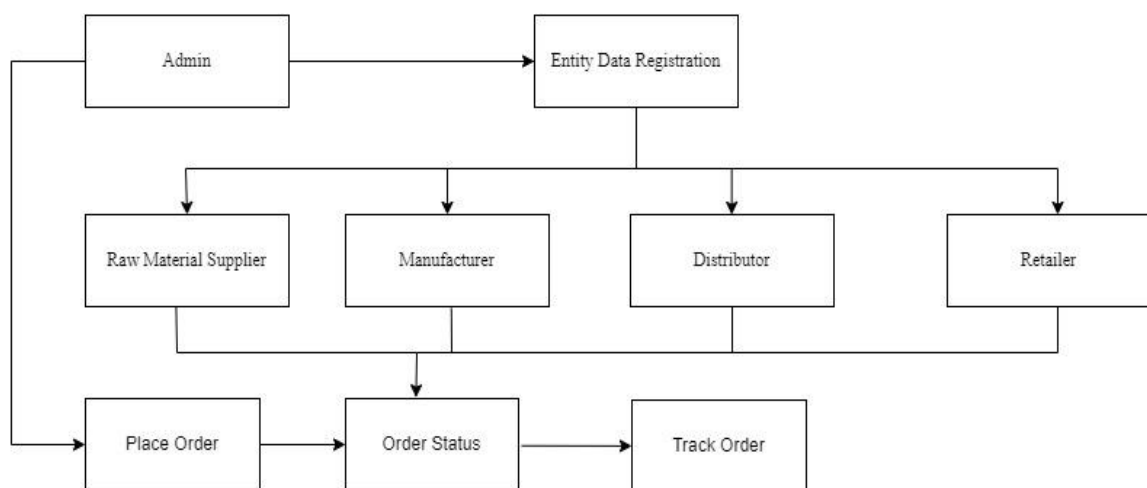 Admin
Entity Data Registration
Raw Material Supplier
Manufacturer
Distributor
Retailer
Place Order
Order Status
Track Order